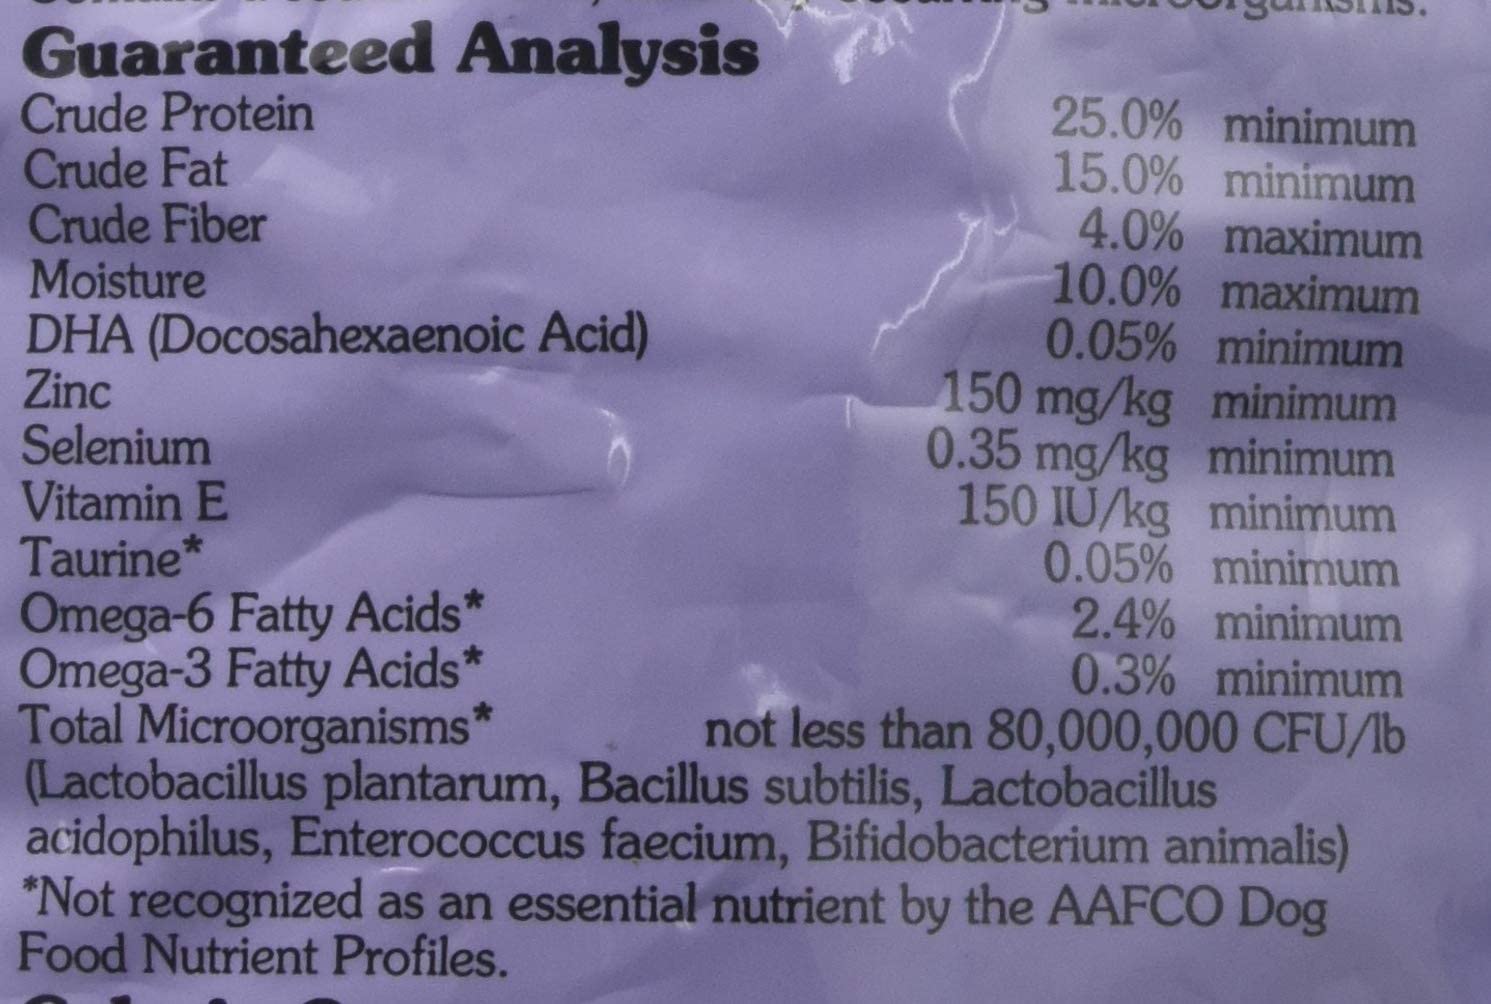 Guaranteed Analysis
Crude Protein 25.0% minimum
Crude Fat 15.0% minimum
Crude Fiber 4.0% maximum
Moisture 10.0% maximum
DHA (Docosahexaenoic Acid) 0.05% minimum
Zinc 150 mg/kg minimum
Selenium 0.35 mg/kg minimum
Vitamin E 150 IU/kg minimum
Taurine* 0.05% minimum
Omega-6 Fatty Acids* 2.4% minimum
Omega-3 Fatty Acids* 0.3% minimum
Total Microorganisms* not less than 80,000,000 CFU/lb
(Lactobacillus plantarum, Bacillus subtilis, Lactobacillus
acidophilus, Enterococcus faecium, Bifidobacterium animalis)
*Not recognized as an essential nutrient by the AAFCO Dog
Food Nutrient Profiles.